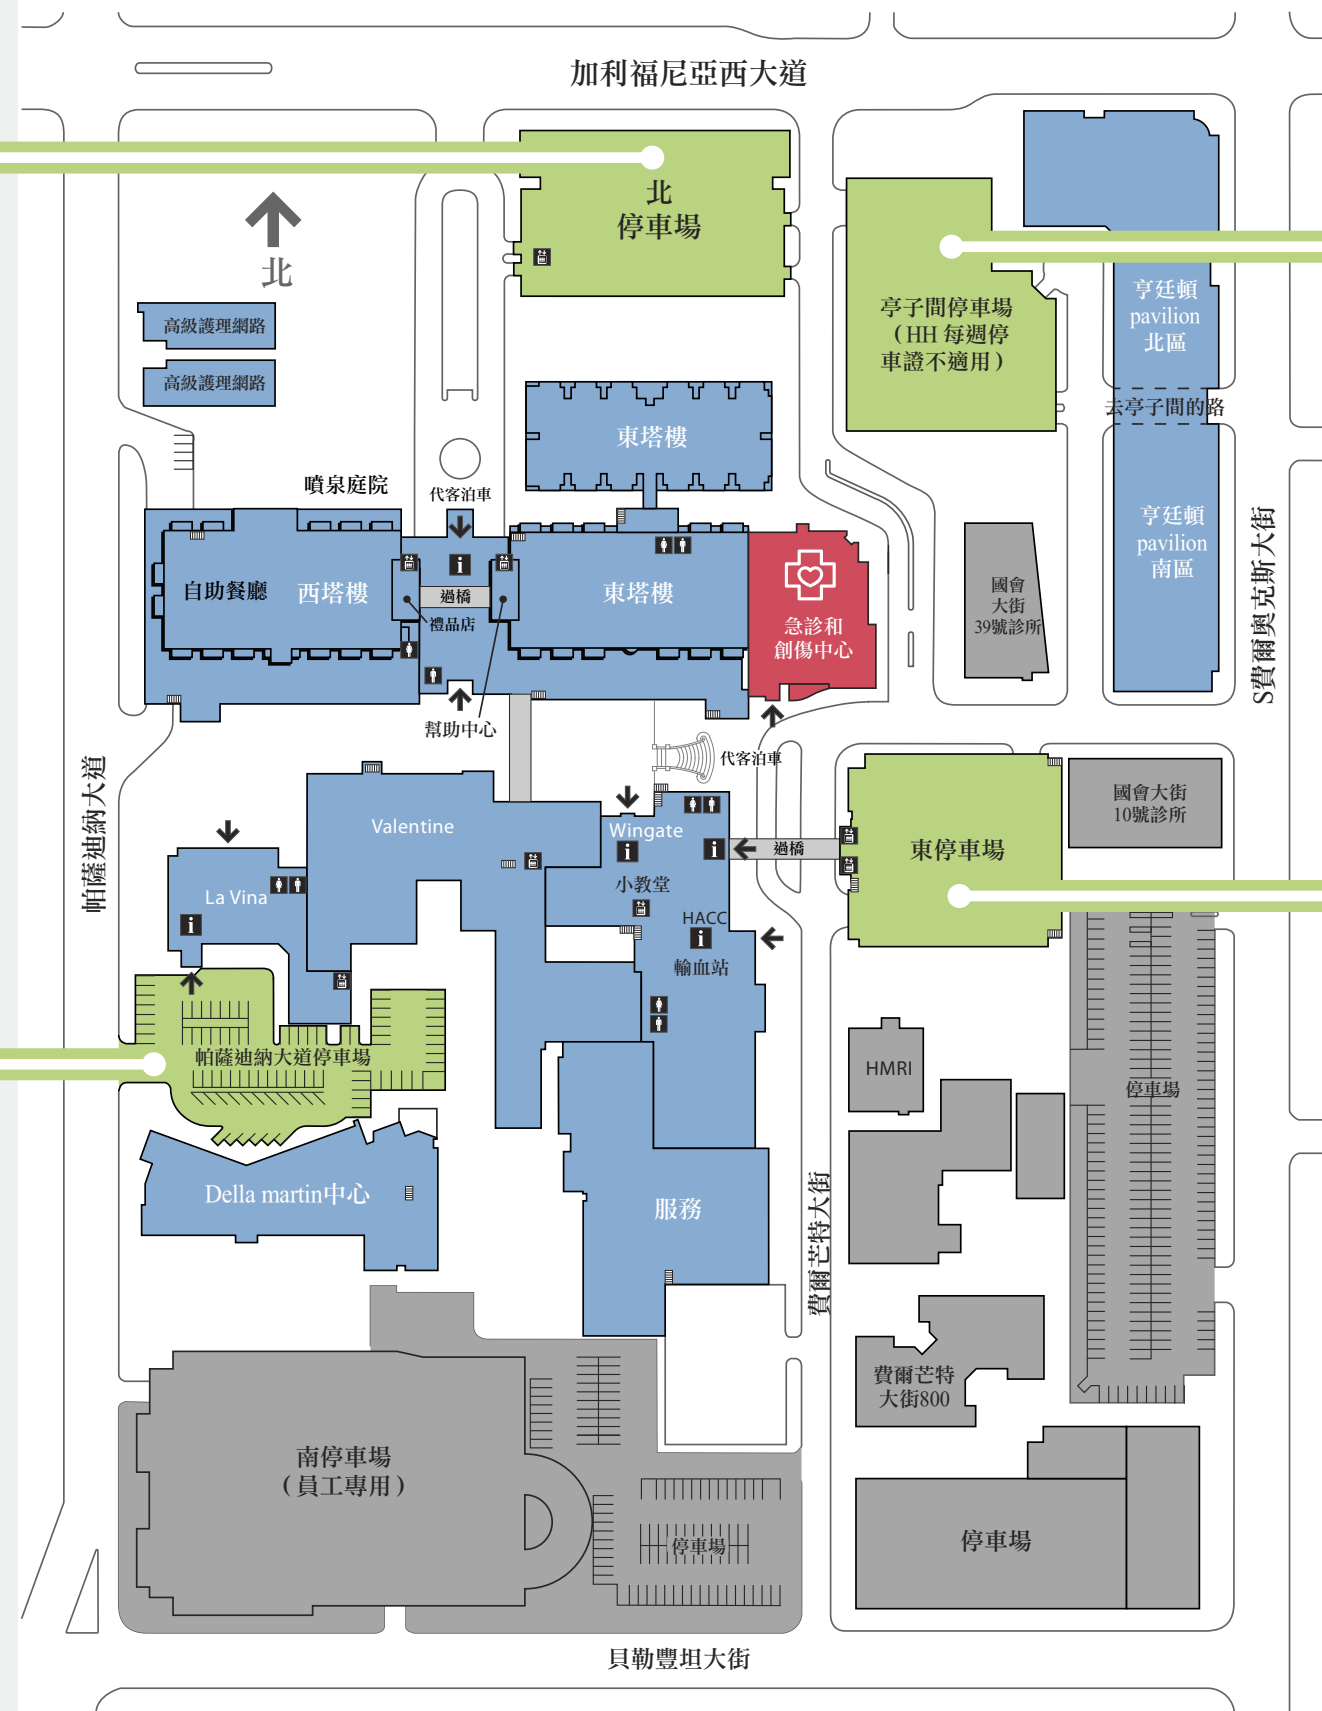 加利福尼亞西大道
北
停車場
北
亭子間停車場
（HH 每週停
車證不適用）
亨廷頓
pavilion
北區
高級護理網路
高級護理網路
去亭子間的路
東塔樓
噴泉庭院
代客泊車
亨廷頓
pavilion
南區
S費爾奧克斯大街
自助餐廳
西塔樓
過橋
禮品店
東塔樓
急診和
創傷中心
國會
大街
39號診所
幫助中心
代客泊車
帕薩迪納大道
Valentine
Wingate
過橋
東停車場
國會大街
10號診所
La Vina
小教堂
HACC
輸血站
帕薩迪納大道停車場
HMRI
停車場
Della martin中心
服務
費爾芒特大街
費爾芒特
大街800
南停車場
（員工專用）
停車場
停車場
貝勒豐坦大街